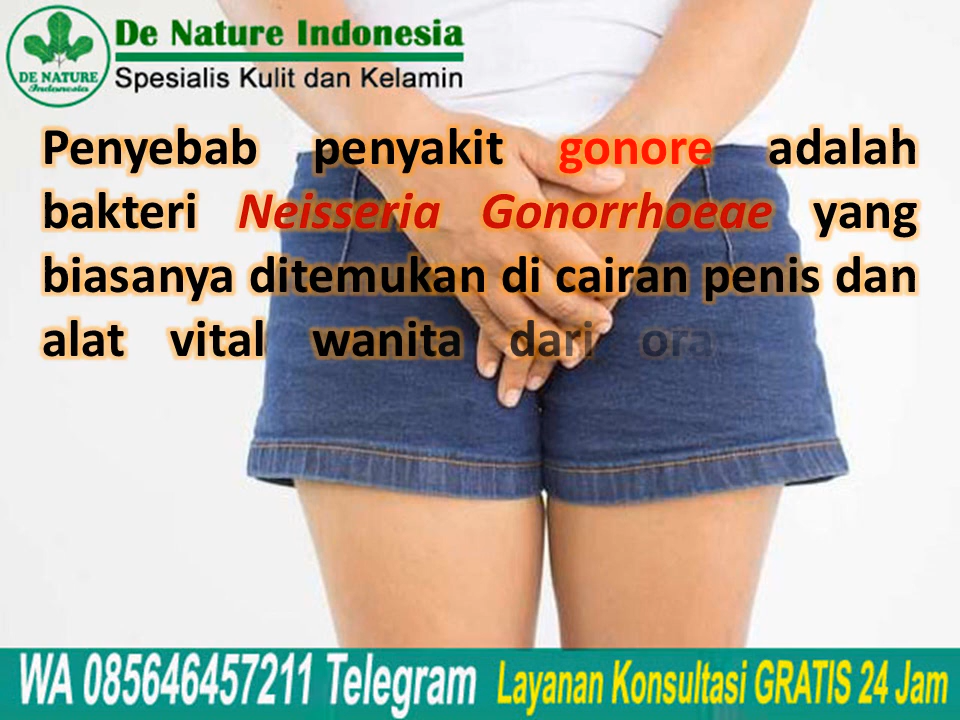 De Nature Indonesia
DE NATURE
Indonesia
Spesialis Kulit dan Kelamin
Penyebab penyakit gonore adalah
bakteri Neisseria Gonorrhoeae yang
biasanya ditemukan di cairan penis dan
alat vital wanita dari
WA 085646457211 Telegram Layanan Konsultasi GRATIS 24 Jam